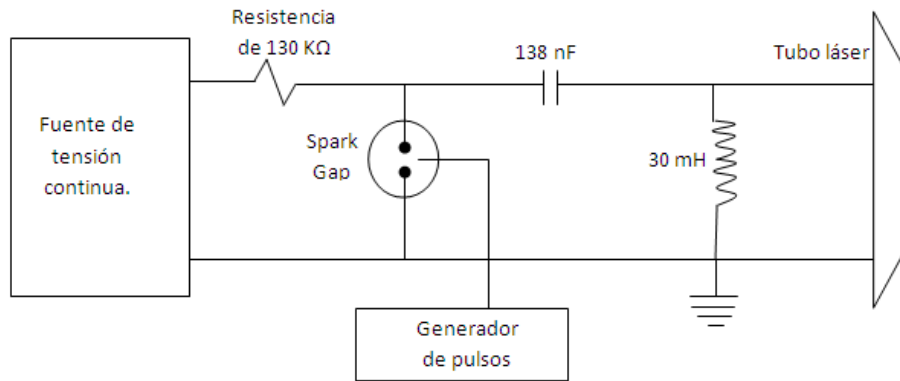 Resistencia
de 130 KΩ
138 nF
Tubo láser
Fuente de
tensión
continua.
Spark
Gap
30 mH
Generador
de pulsos